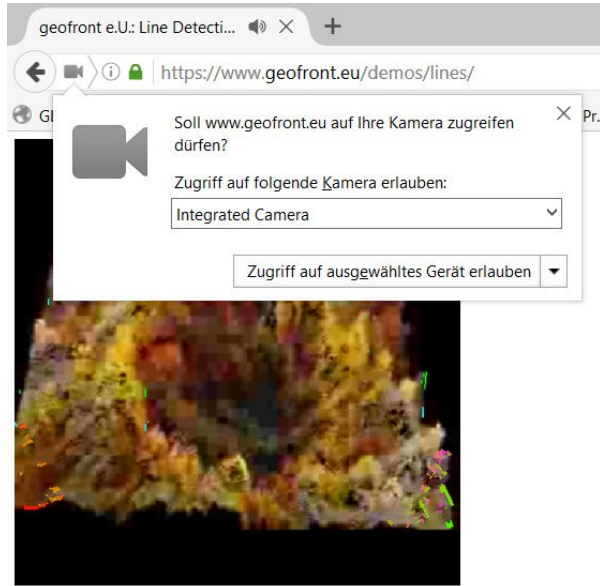 geofront e.U.: Line Detecti...
https://www.geofront.eu/demos/lines/
Soll www.geofront.eu auf Ihre Kamera zugreifen
dürfen?
Pr.
Zugriff auf folgende Kamera erlauben:
Integrated Camera
Zugriff auf ausgewähltes Gerät erlauben